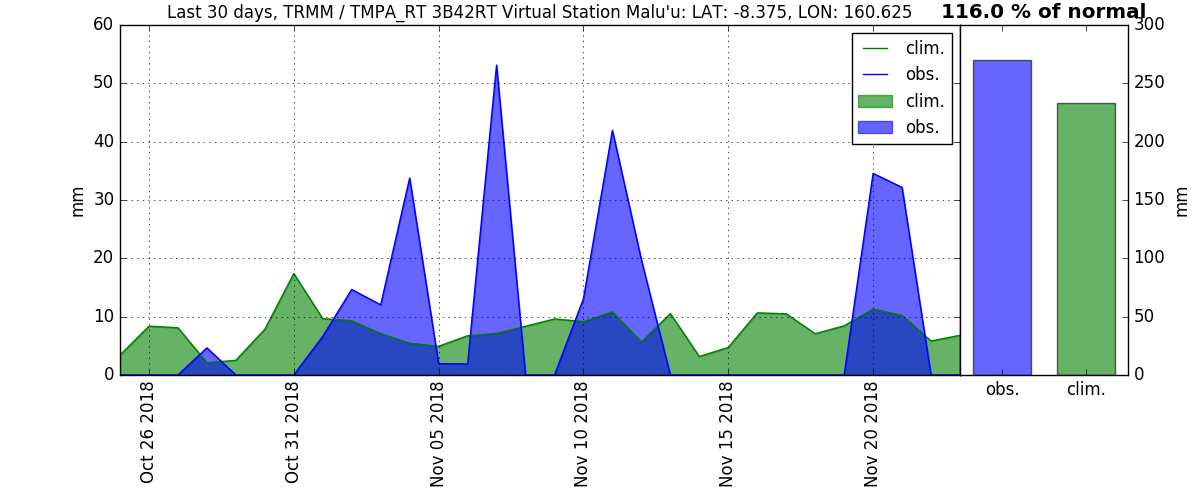 Last 30 days, TRMM / TMPA_RT 3B42RT Virtual Station Malu'u: LAT: -8.375, LON: 160.625
116.0 % of normal
60
50
40
30
20
10
0
mm
clim.
obs.
clim.
obs.
300
250
200
150
100
50
0
mm
Oct 26 2018
Oct 31 2018
Nov 05 2018
Nov 10 2018
Nov 15 2018
Nov 20 2018
obs.
clim.